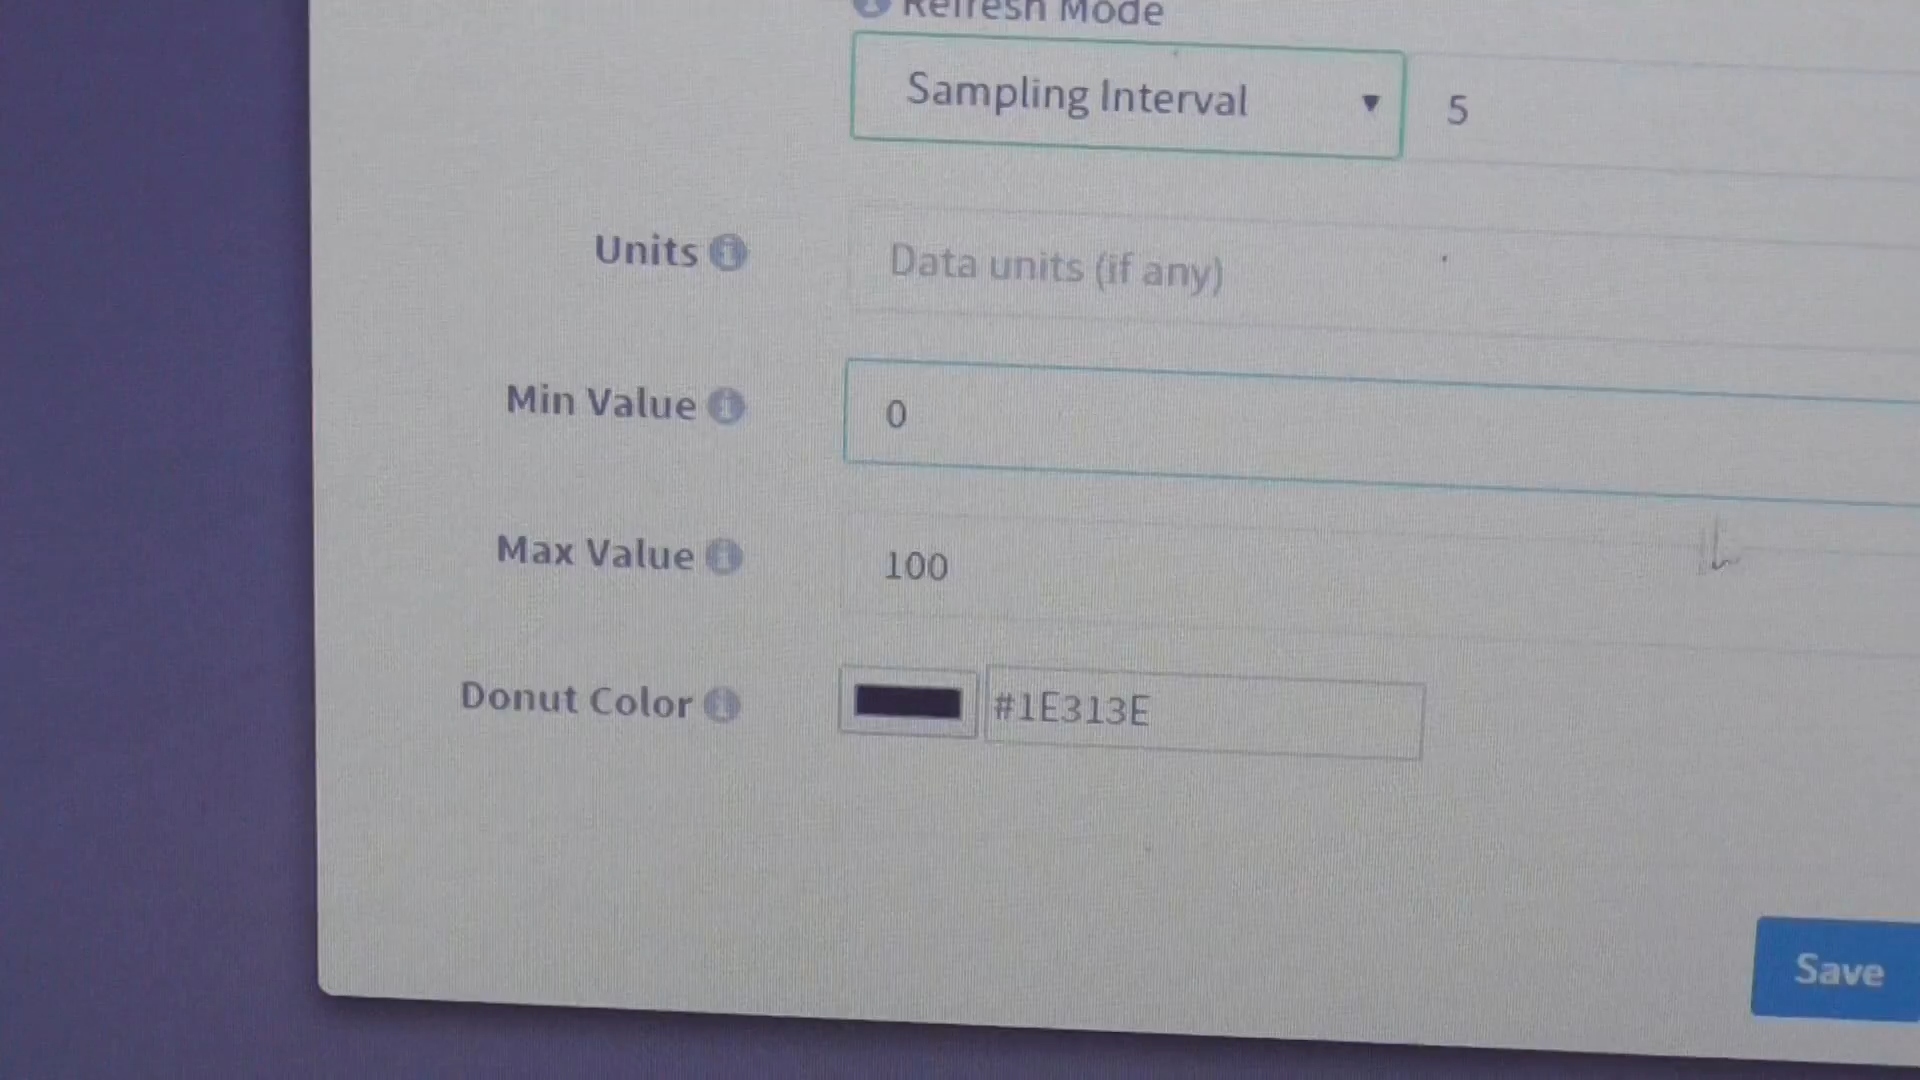 Refresh Mode
Sampling Interval 5
Units Data units (if any)
Min Value 0
Max Value 100
Donut Color #1E313E
Save